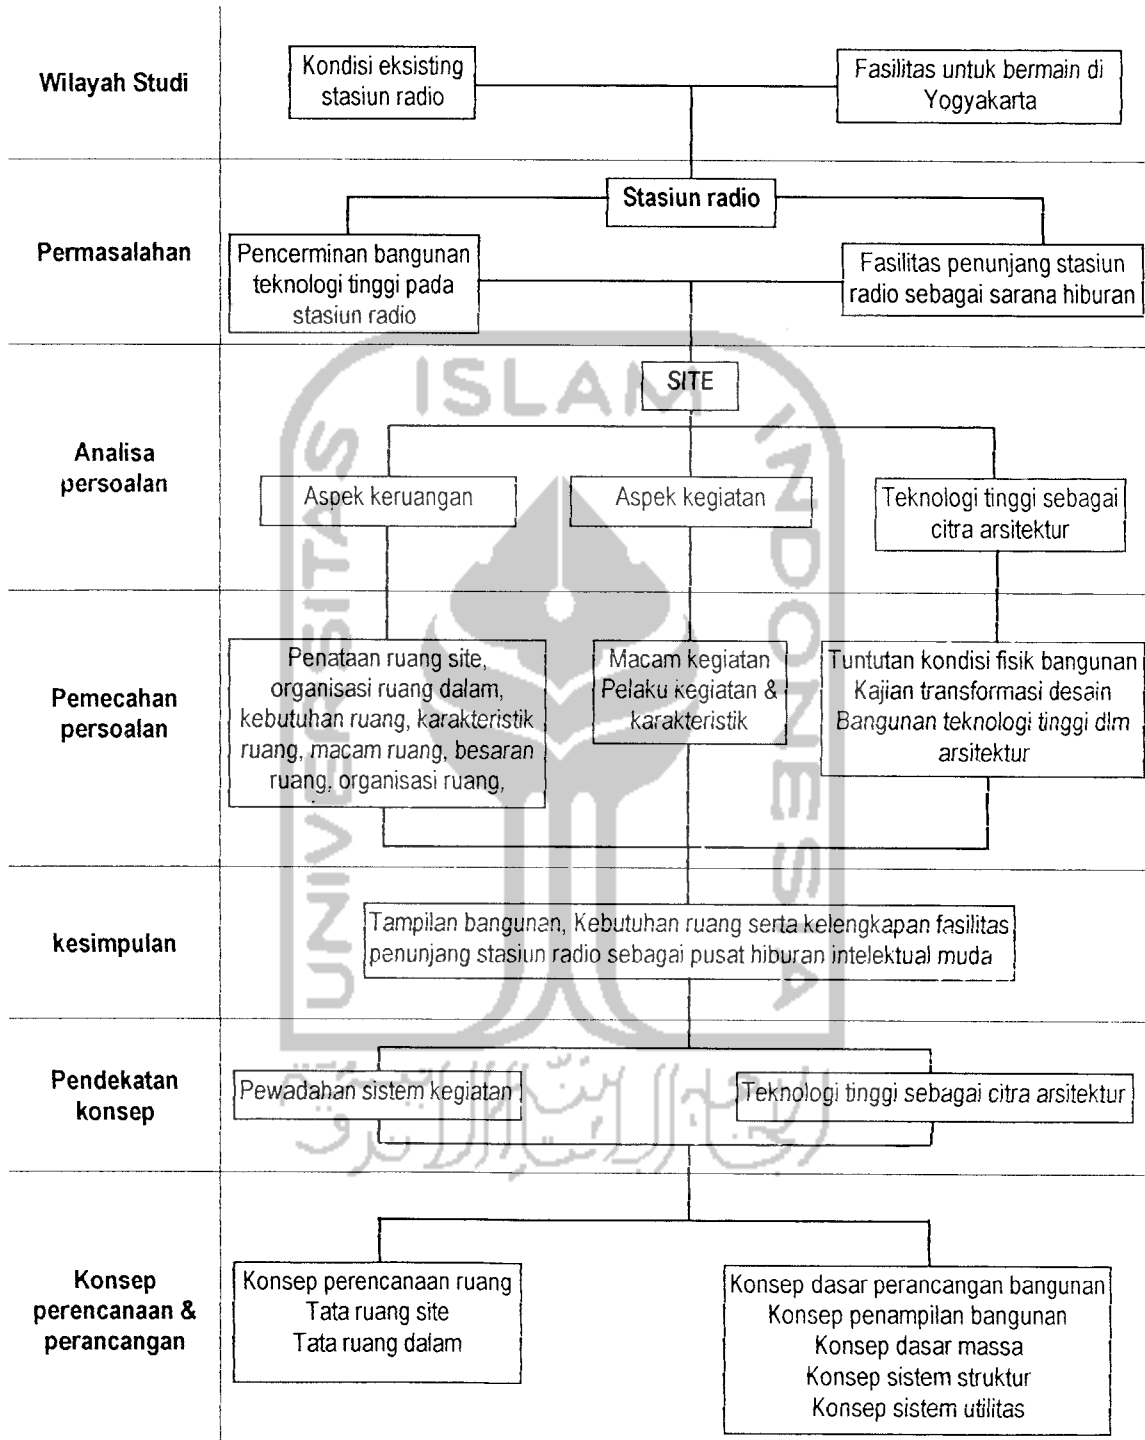 Wilayah Studi
Kondisi eksisting
stasiun radio
Fasilitas untuk bermain di
Yogyakarta
Permasalahan
Stasiun radio
Pencerminan bangunan
teknologi tinggi pada
stasiun radio
Fasilitas penunjang stasiun
radio sebagai sarana hiburan
Analisa
persoalan
SITE
Aspek keruangan
Aspek kegiatan
Teknologi tinggi sebagai
citra arsitektur
Pemecahan
persoalan
Penataan ruang site,
organisasi ruang dalam,
kebutuhan ruang, karakteristik
ruang, macam ruang, besaran
ruang, organisasi ruang,
Macam kegiatan
Pelaku kegiatan &
karakteristik
Tuntutan kondisi fisik bangunan
Kajian transformasi desain
Bangunan teknologi tinggi dlm
arsitektur
kesimpulan
Tampilan bangunan, Kebutuhan ruang serta kelengkapan fasilitas
penunjang stasiun radio sebagai pusat hiburan intelektual muda
Pendekatan
konsep
Pewadahan sistem kegiatan
Teknologi tinggi sebagai citra arsitektur
Konsep
perencanaan &
perancangan
Konsep perencanaan ruang
Tata ruang site
Tata ruang dalam
Konsep dasar perancangan bangunan
Konsep penampilan bangunan
Konsep dasar massa
Konsep sistem struktur
Konsep sistem utilitas
UNIVERSITAS
ISLAM
INDONESIA